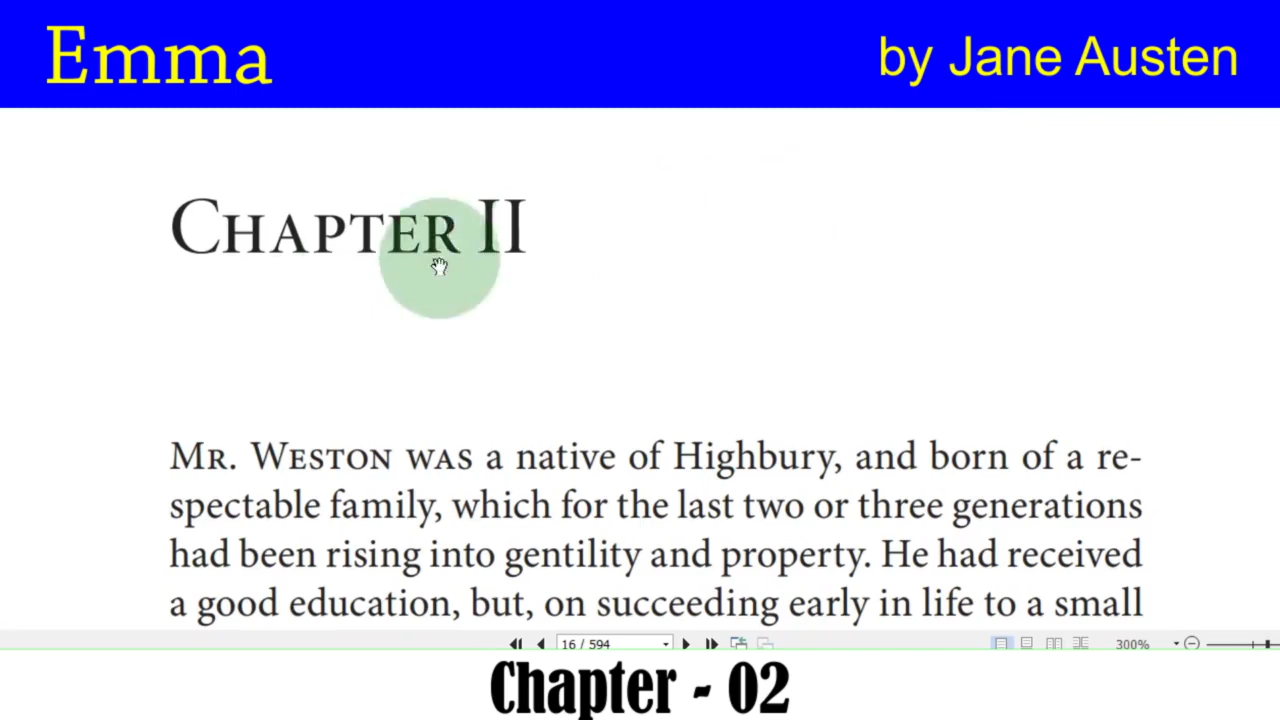 Emma
by Jane Austen
Chapter II
Mr. Weston was a native of Highbury, and born of a re-
spectable family, which for the last two or three generations
had been rising into gentility and property. He had received
a good education, but, on succeeding early in life to a small
16 / 594
300%
Chapter - 02